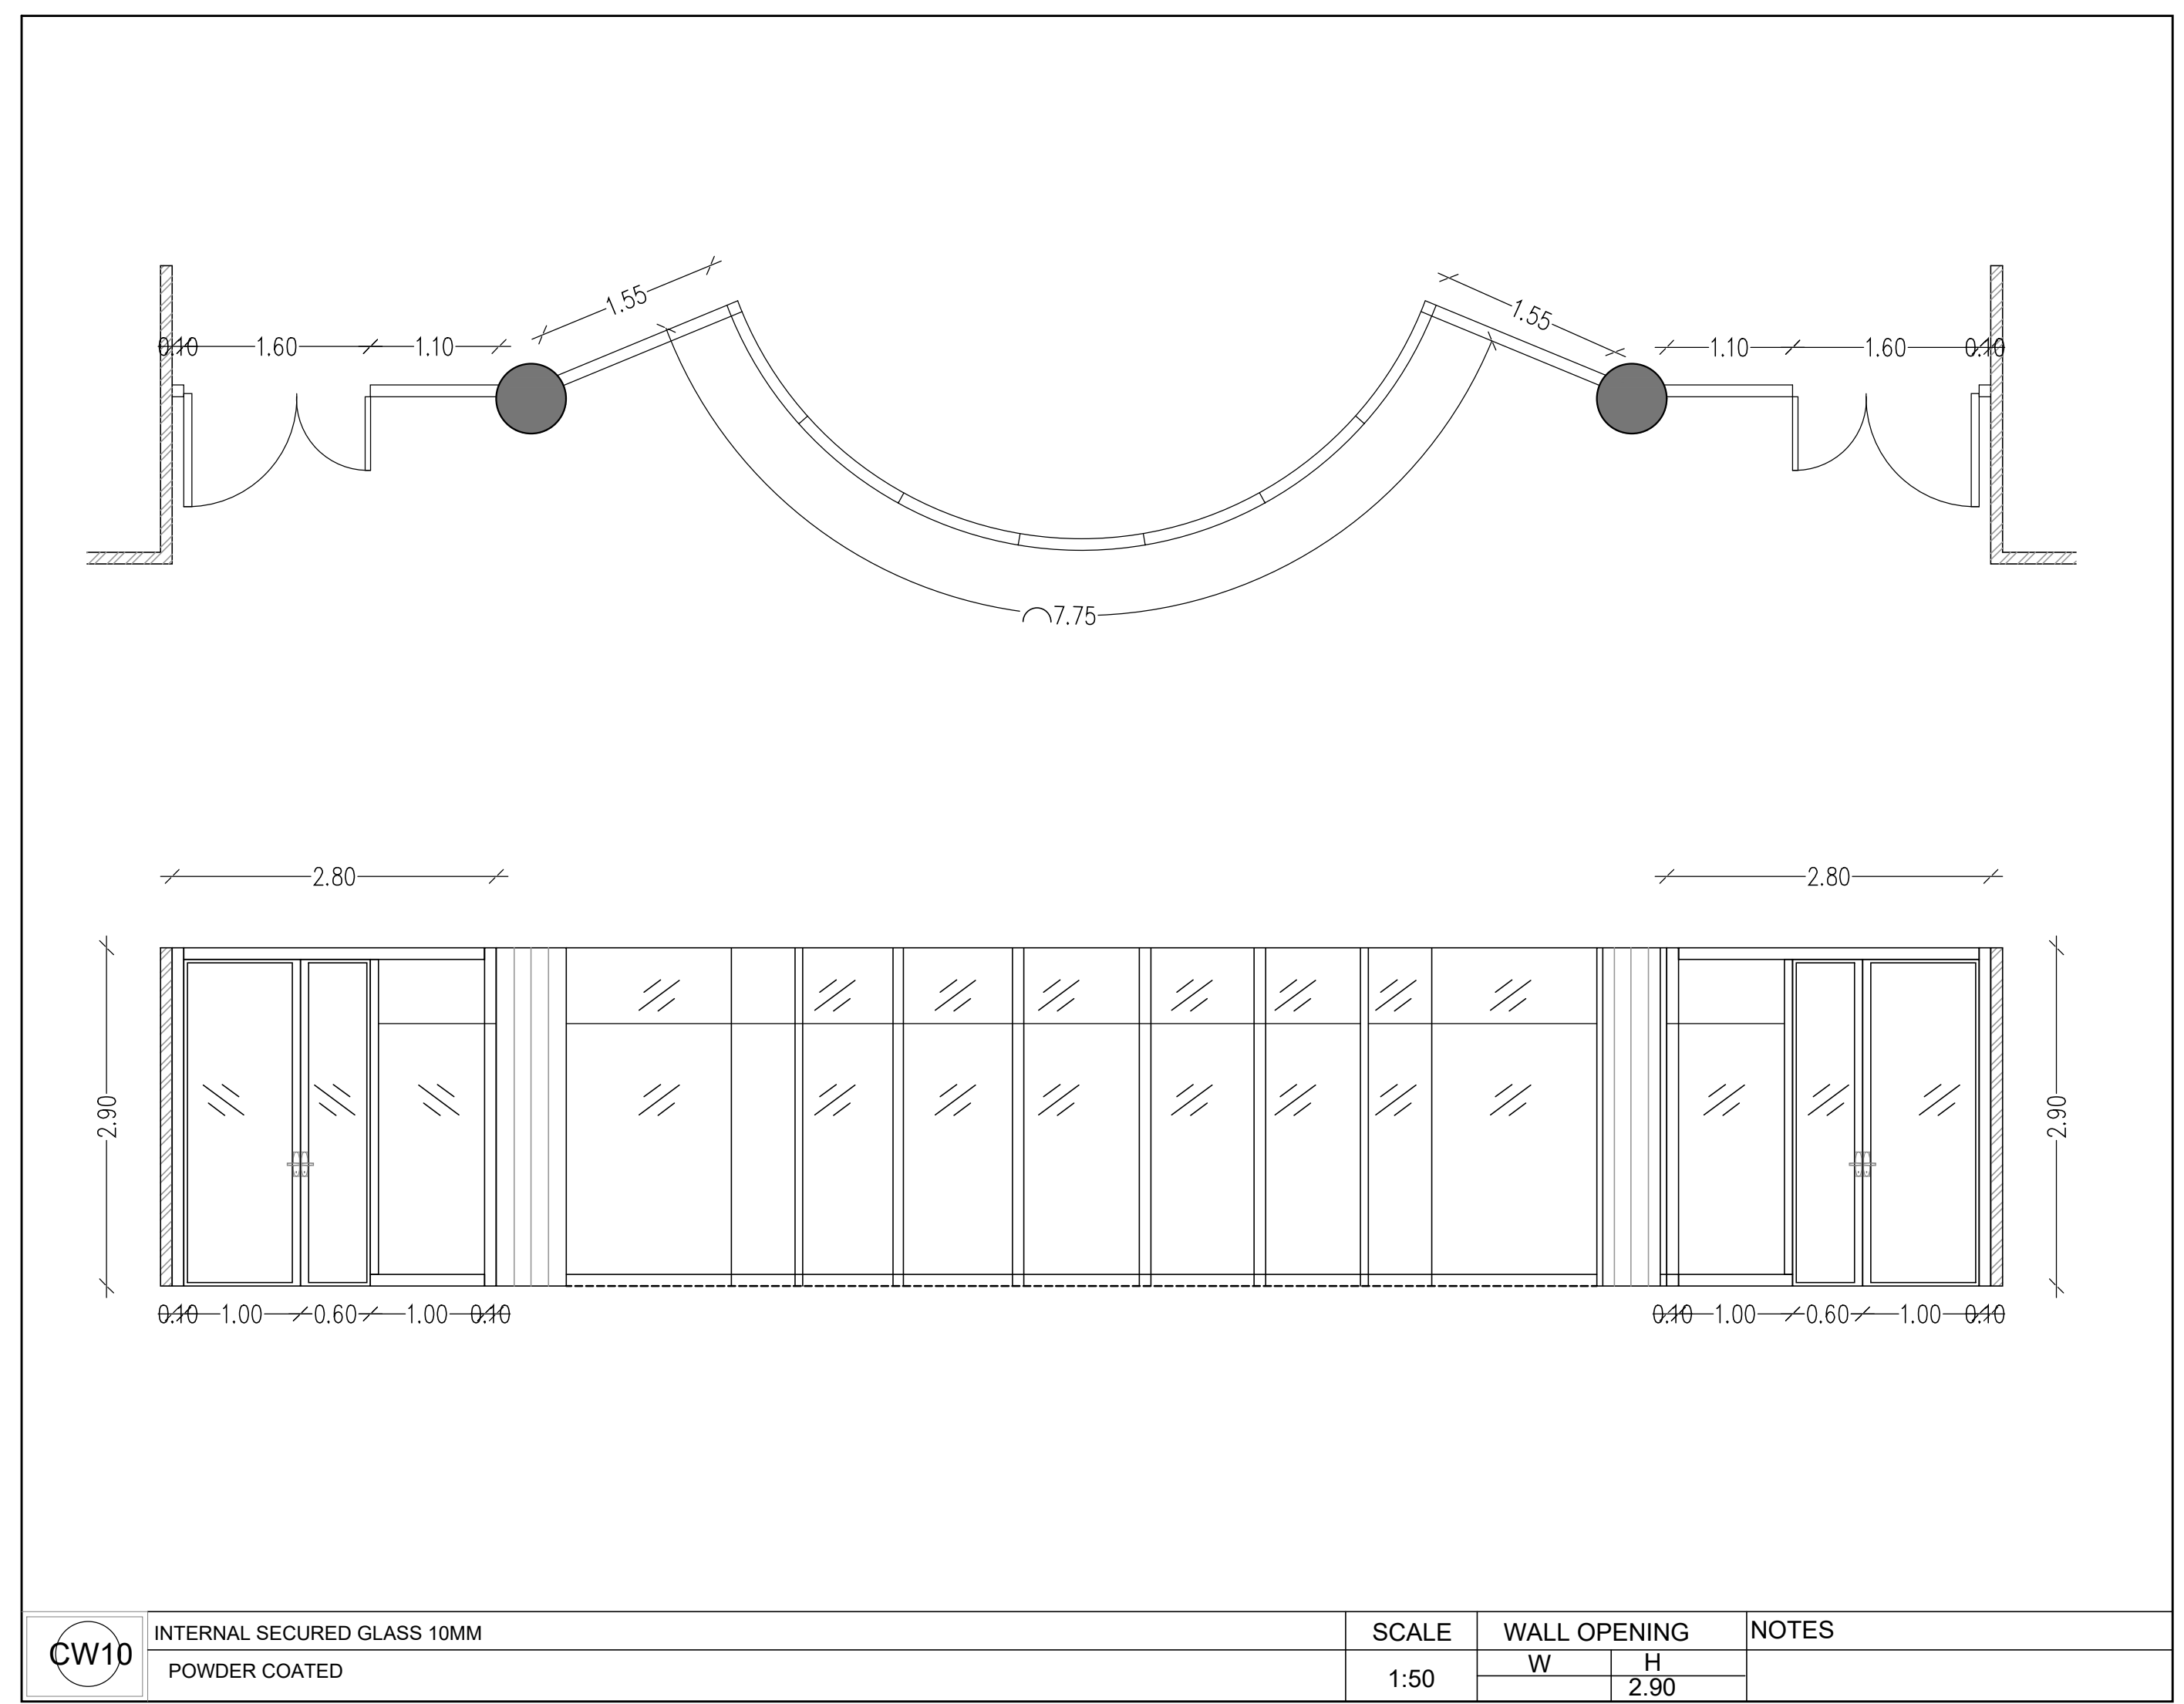 1.55
1.55
0.10 1.60 1.10
1.10 1.60 0.10
7.75
2.80
2.80
2.90
2.90
0.10 1.00 0.60 1.00 0.10
0.10 1.00 0.60 1.00 0.10
CW10
INTERNAL SECURED GLASS 10MM
POWDER COATED
SCALE
1:50
WALL OPENING
W H
2.90
NOTES